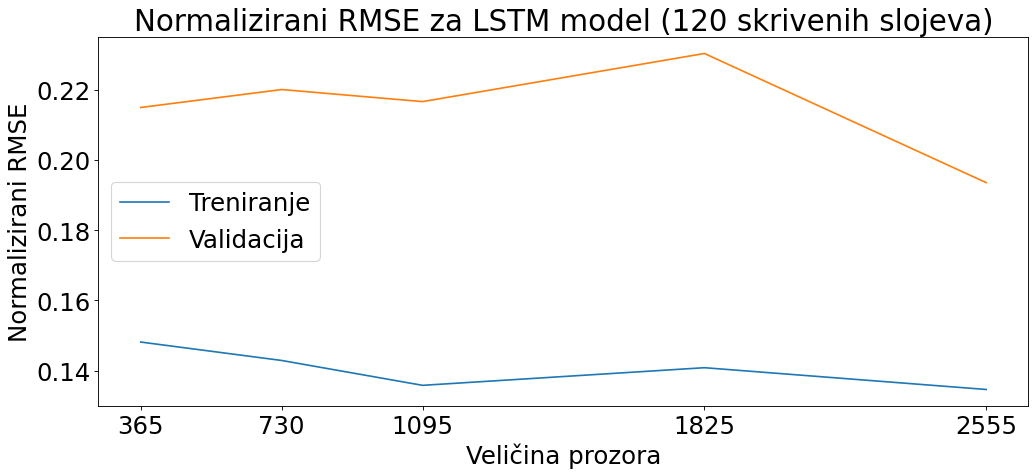 Normalizirani RMSE za LSTM model (120 skrivenih slojeva)
Normalizirani RMSE
0.22
0.20
0.18
0.16
0.14
Treniranje
Validacija
365 730 1095 1825 2555
Veličina prozora